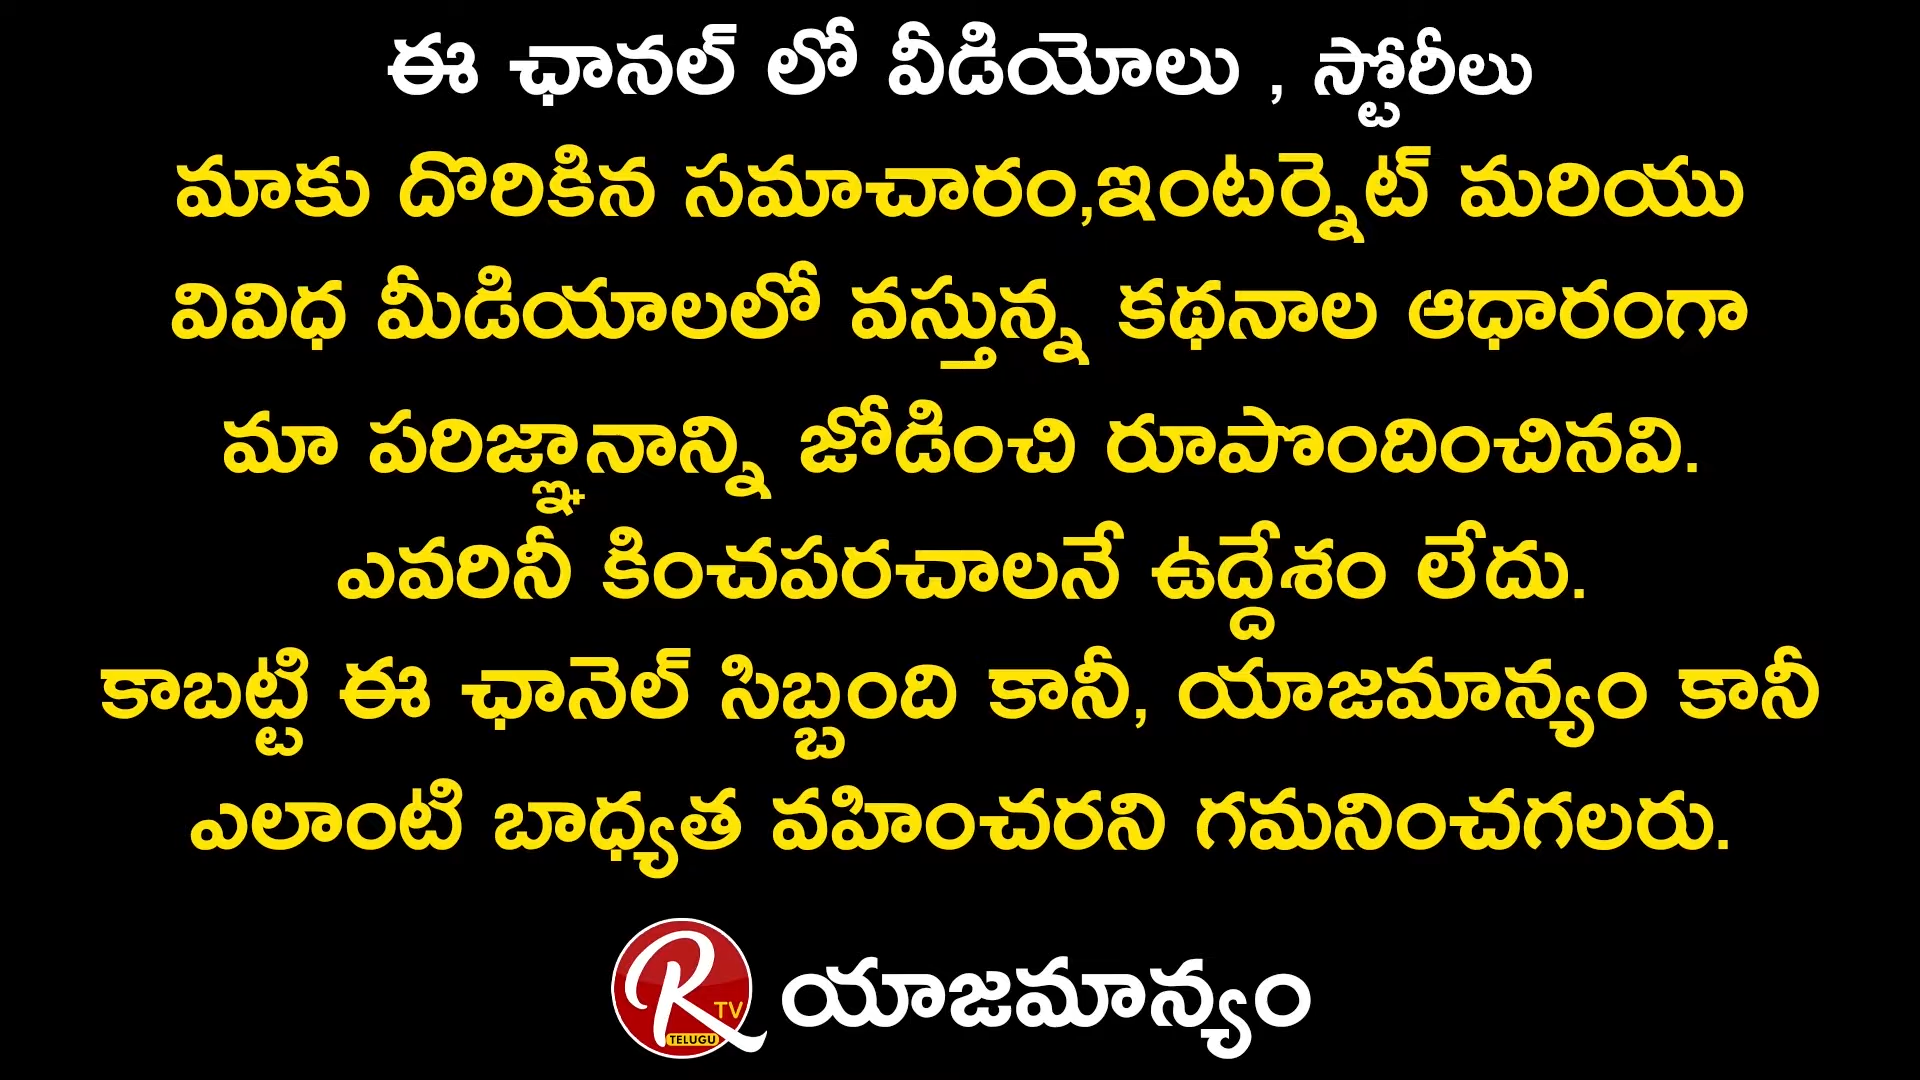 ఈ ఛానల్ లో వీడియోలు , స్టోరీలు
మాకు దొరికిన సమాచారం,ఇంటర్నెట్ మరియు
వివిధ మీడియాలలో వస్తున్న కథనాల ఆధారంగా
మా పరిజ్ఞానాన్ని జోడించి రూపొందించినవి.
ఎవరినీ కించపరచాలనే ఉద్దేశం లేదు.
కాబట్టి ఈ ఛానెల్ సిబ్బంది కానీ, యాజమాన్యం కానీ
ఎలాంటి బాధ్యత వహించరని గమనించగలరు.
R TV TELUGU యాజమాన్యం